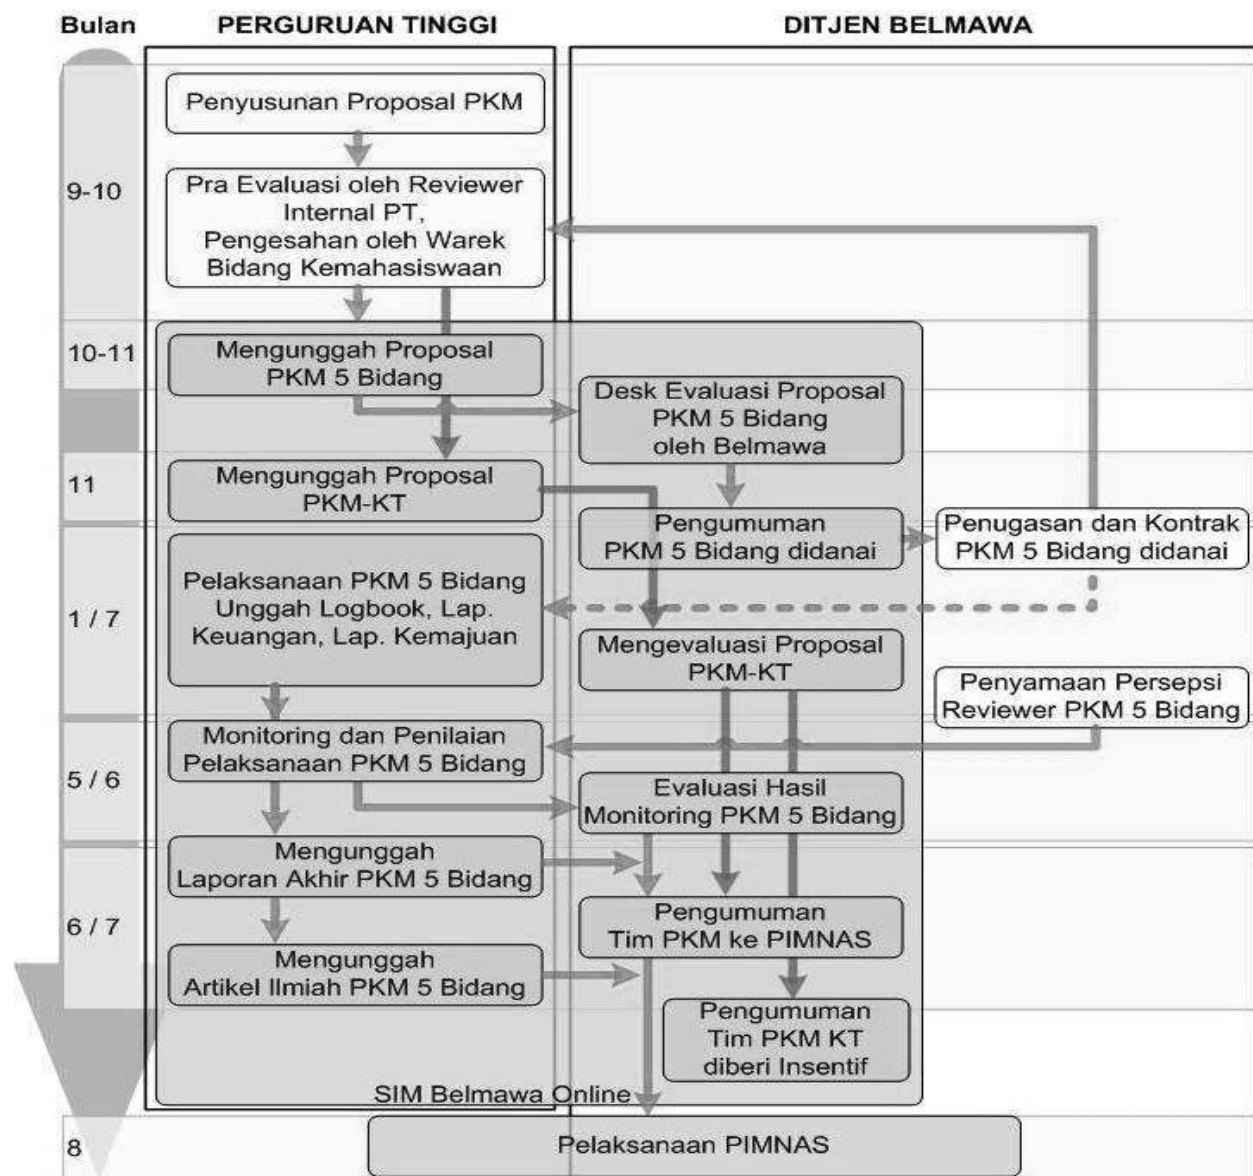 Bulan
PERGURUAN TINGGI
DITJEN BELMAWA
9-10
Penyusunan Proposal PKM
Pra Evaluasi oleh Reviewer
Internal PT,
Pengesahan oleh Warek
Bidang Kemahasiswaan
10-11
Mengunggah Proposal
PKM 5 Bidang
Desk Evaluasi Proposal
PKM 5 Bidang
oleh Belmawa
11
Mengunggah Proposal
PKM-KT
Pengumuman
PKM 5 Bidang didanai
Penugasan dan Kontrak
PKM 5 Bidang didanai
1 / 7
Pelaksanaan PKM 5 Bidang
Unggah Logbook, Lap.
Keuangan, Lap. Kemajuan
Mengevaluasi Proposal
PKM-KT
Penyamaan Persepsi
Reviewer PKM 5 Bidang
5 / 6
Monitoring dan Penilaian
Pelaksanaan PKM 5 Bidang
Evaluasi Hasil
Monitoring PKM 5 Bidang
6 / 7
Mengunggah
Laporan Akhir PKM 5 Bidang
Pengumuman
Tim PKM ke PIMNAS
Mengunggah
Artikel Ilmiah PKM 5 Bidang
Pengumuman
Tim PKM KT
diberi Insentif
SIM Belmawa Online
8
Pelaksanaan PIMNAS